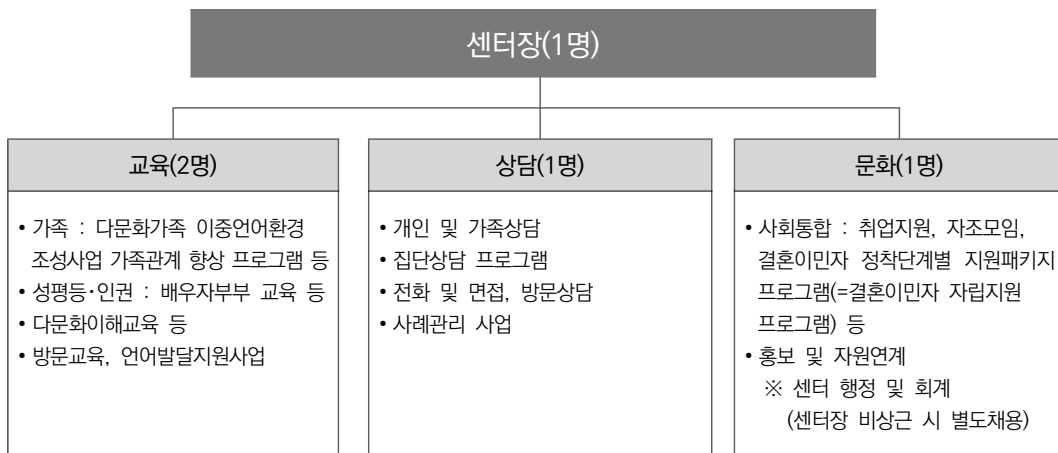 센터장(1명)
교육(2명)
• 가족 : 다문화가족 이중언어환경
조성사업 가족관계 향상 프로그램 등
• 성평등·인권 : 배우자부부 교육 등
• 다문화이해교육 등
• 방문교육, 언어발달지원사업
상담(1명)
• 개인 및 가족상담
• 집단상담 프로그램
• 전화 및 면접, 방문상담
• 사례관리 사업
문화(1명)
• 사회통합 : 취업지원, 자조모임,
결혼이민자 정착단계별 지원패키지
프로그램(=결혼이민자 자립지원
프로그램) 등
• 홍보 및 자원연계
※ 센터 행정 및 회계
(센터장 비상근 시 별도채용)